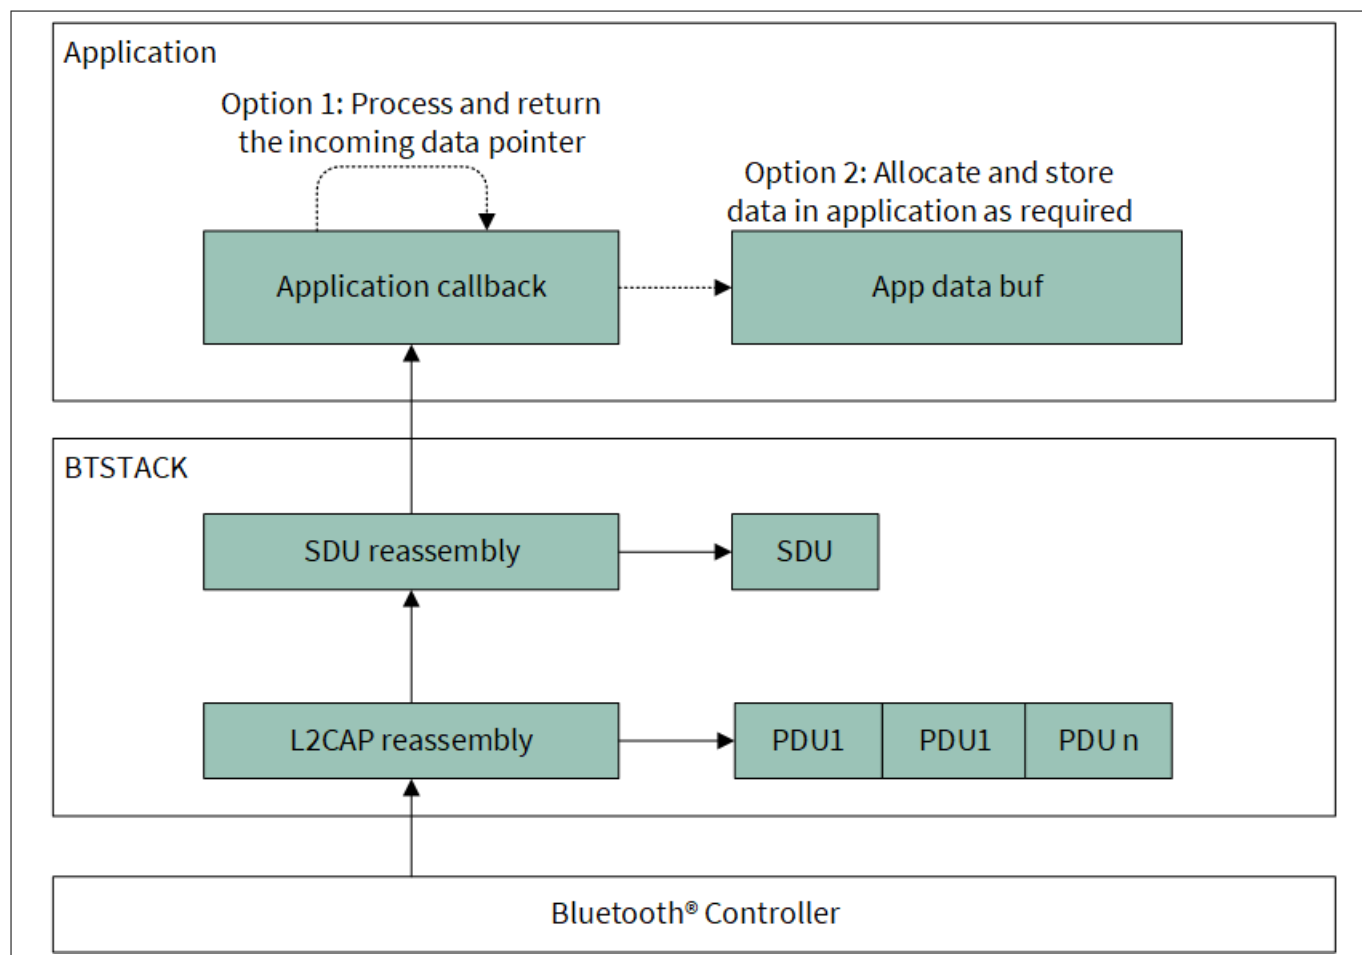 Application
Option 1: Process and return
the incoming data pointer
Option 2: Allocate and store
data in application as required
Application callback
App data buf
BTSTACK
SDU reassembly
SDU
L2CAP reassembly
PDU1
PDU1
PDU n
Bluetooth® Controller